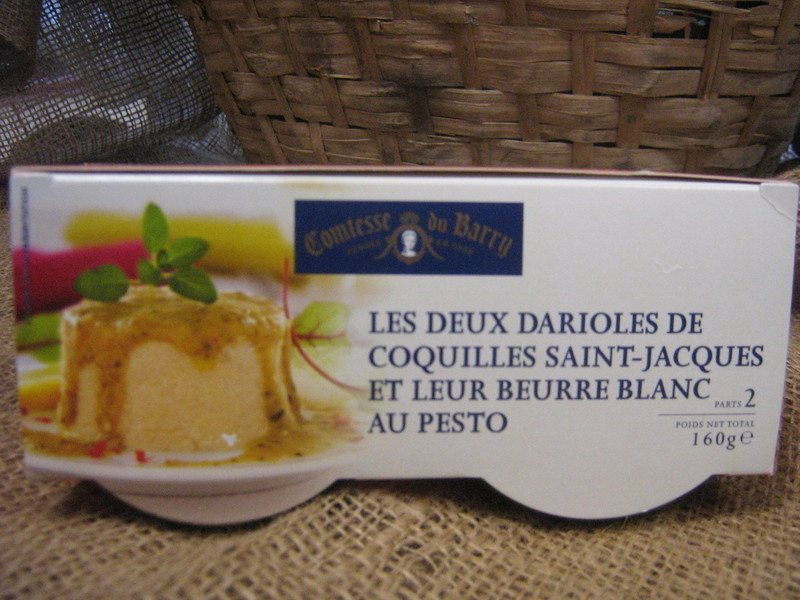 Comtesse du Barry
LES DEUX DARIOLES DE
COQUILLES SAINT-JACQUES
ET LEUR BEURRE BLANC
AU PESTO
PARTS 2
POIDS NET TOTAL
160g℮